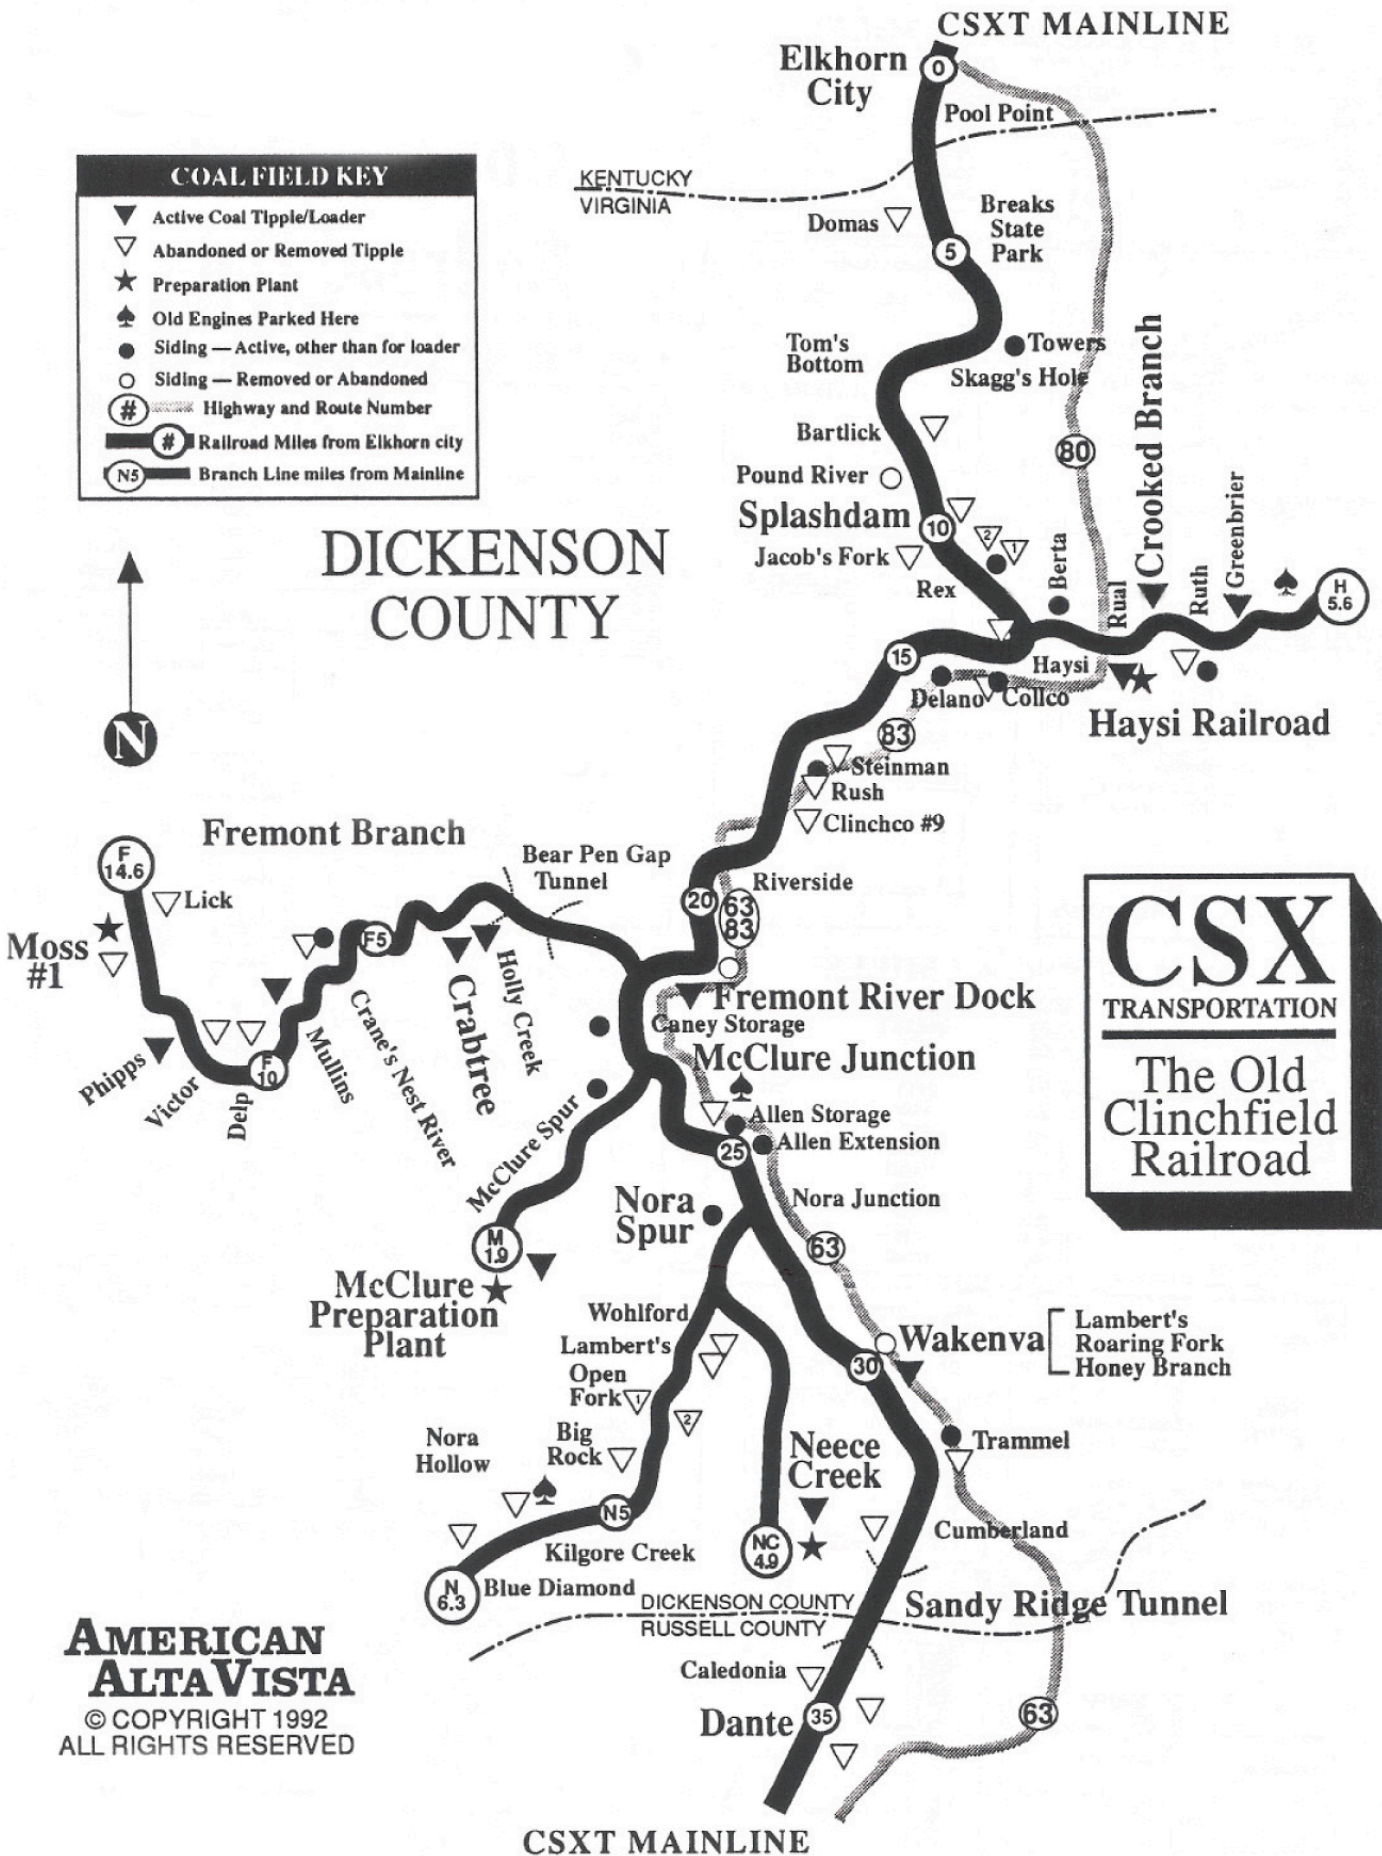 CSXT MAINLINE
Elkhorn
City
0
Pool Point
COAL FIELD KEY
Active Coal Tipple/Loader
Abandoned or Removed Tipple
Preparation Plant
Old Engines Parked Here
Siding — Active, other than for loader
Siding — Removed or Abandoned
# Highway and Route Number
# Railroad Miles from Elkhorn city
N5 Branch Line miles from Mainline
KENTUCKY
VIRGINIA
Domas
Breaks
State
Park
5
Tom's
Bottom
Towers
Skagg's Hole
Bartlick
80
Crooked Branch
Pound River
Splashdam
10
2
1
Jacob's Fork
Rex
Berta
Rual
Ruth
Greenbrier
H
5.6
DICKENSON
COUNTY
N
15
Haysi
Delano
Collco
Haysi Railroad
83
Steinman
Rush
Clinchco #9
Fremont Branch
F
14.6
Bear Pen Gap
Tunnel
Riverside
20
63
83
Lick
Moss
#1
F5
Holly Creek
Crabtree
Crane's Nest River
Mullins
F
10
Delp
Victor
Phipps
Fremont River Dock
Caney Storage
McClure Junction
Allen Storage
Allen Extension
25
McClure Spur
M
1.9
McClure
Preparation
Plant
Nora
Spur
Nora Junction
63
CSX
TRANSPORTATION
The Old
Clinchfield
Railroad
Wohlford
Lambert's
Open
Fork
1
2
Big
Rock
Nora
Hollow
N5
Kilgore Creek
N
6.3
Blue Diamond
30
Wakenva
Lambert's
Roaring Fork
Honey Branch
Trammel
Neece
Creek
NC
4.9
Cumberland
DICKENSON COUNTY
RUSSELL COUNTY
Sandy Ridge Tunnel
Caledonia
Dante
35
63
AMERICAN
ALTAVISTA
© COPYRIGHT 1992
ALL RIGHTS RESERVED
CSXT MAINLINE